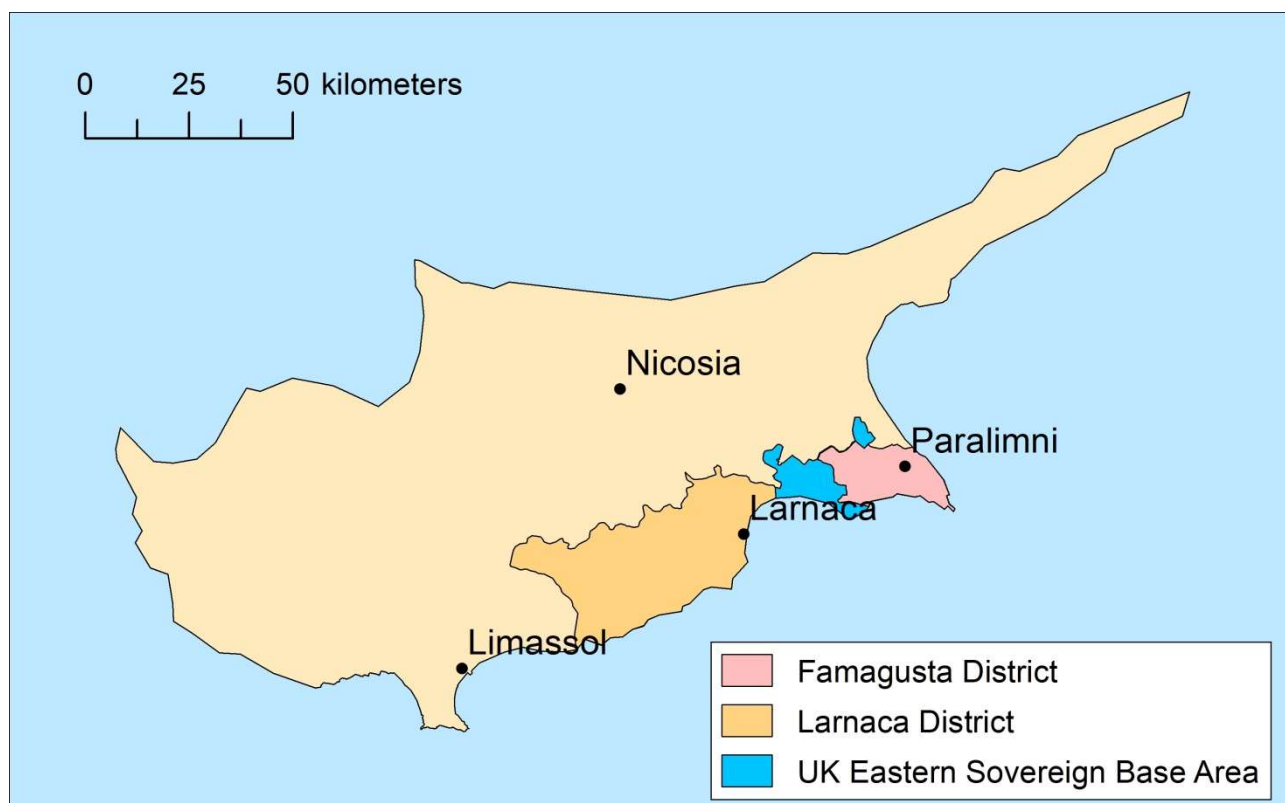 0 25 50 kilometers
Nicosia
Paralimni
Larnaca
Limassol
Famagusta District
Larnaca District
UK Eastern Sovereign Base Area